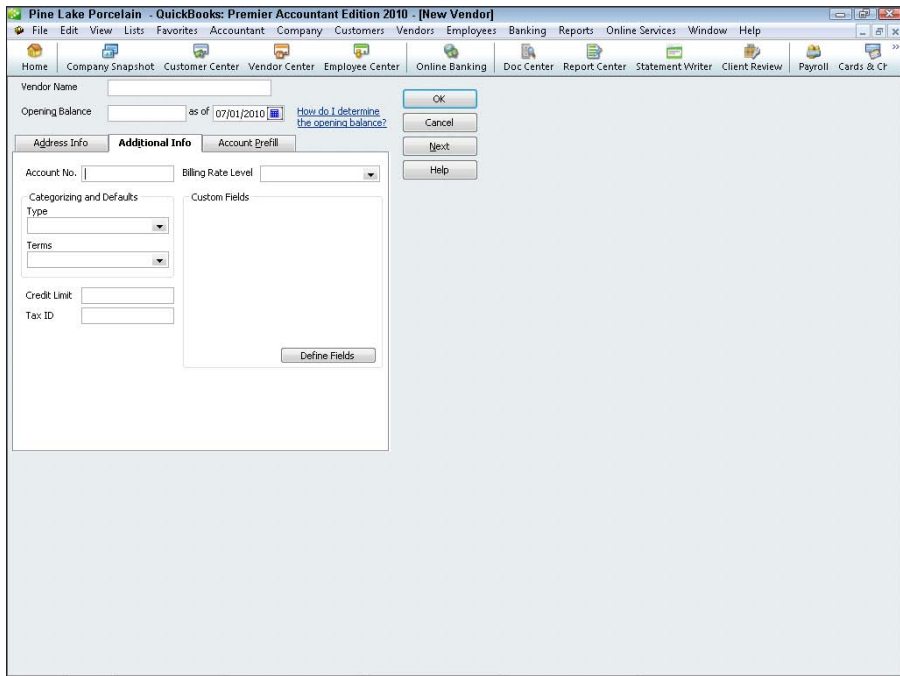 Pine Lake Porcelain - QuickBooks: Premier Accountant Edition 2010 - [New Vendor]
File Edit View Lists Favorites Accountant Company Customers Vendors Employees Banking Reports Online Services Window Help
Home Company Snapshot Customer Center Vendor Center Employee Center Online Banking Doc Center Report Center Statement Writer Client Review Payroll Cards & Ch
Vendor Name
OK
Opening Balance as of 07/01/2010 How do I determine
the opening balance?
Cancel
Address Info Additional Info Account Prefill
Next
Account No. Billing Rate Level
Help
Categorizing and Defaults Custom Fields
Type
Terms
Credit Limit
Tax ID
Define Fields